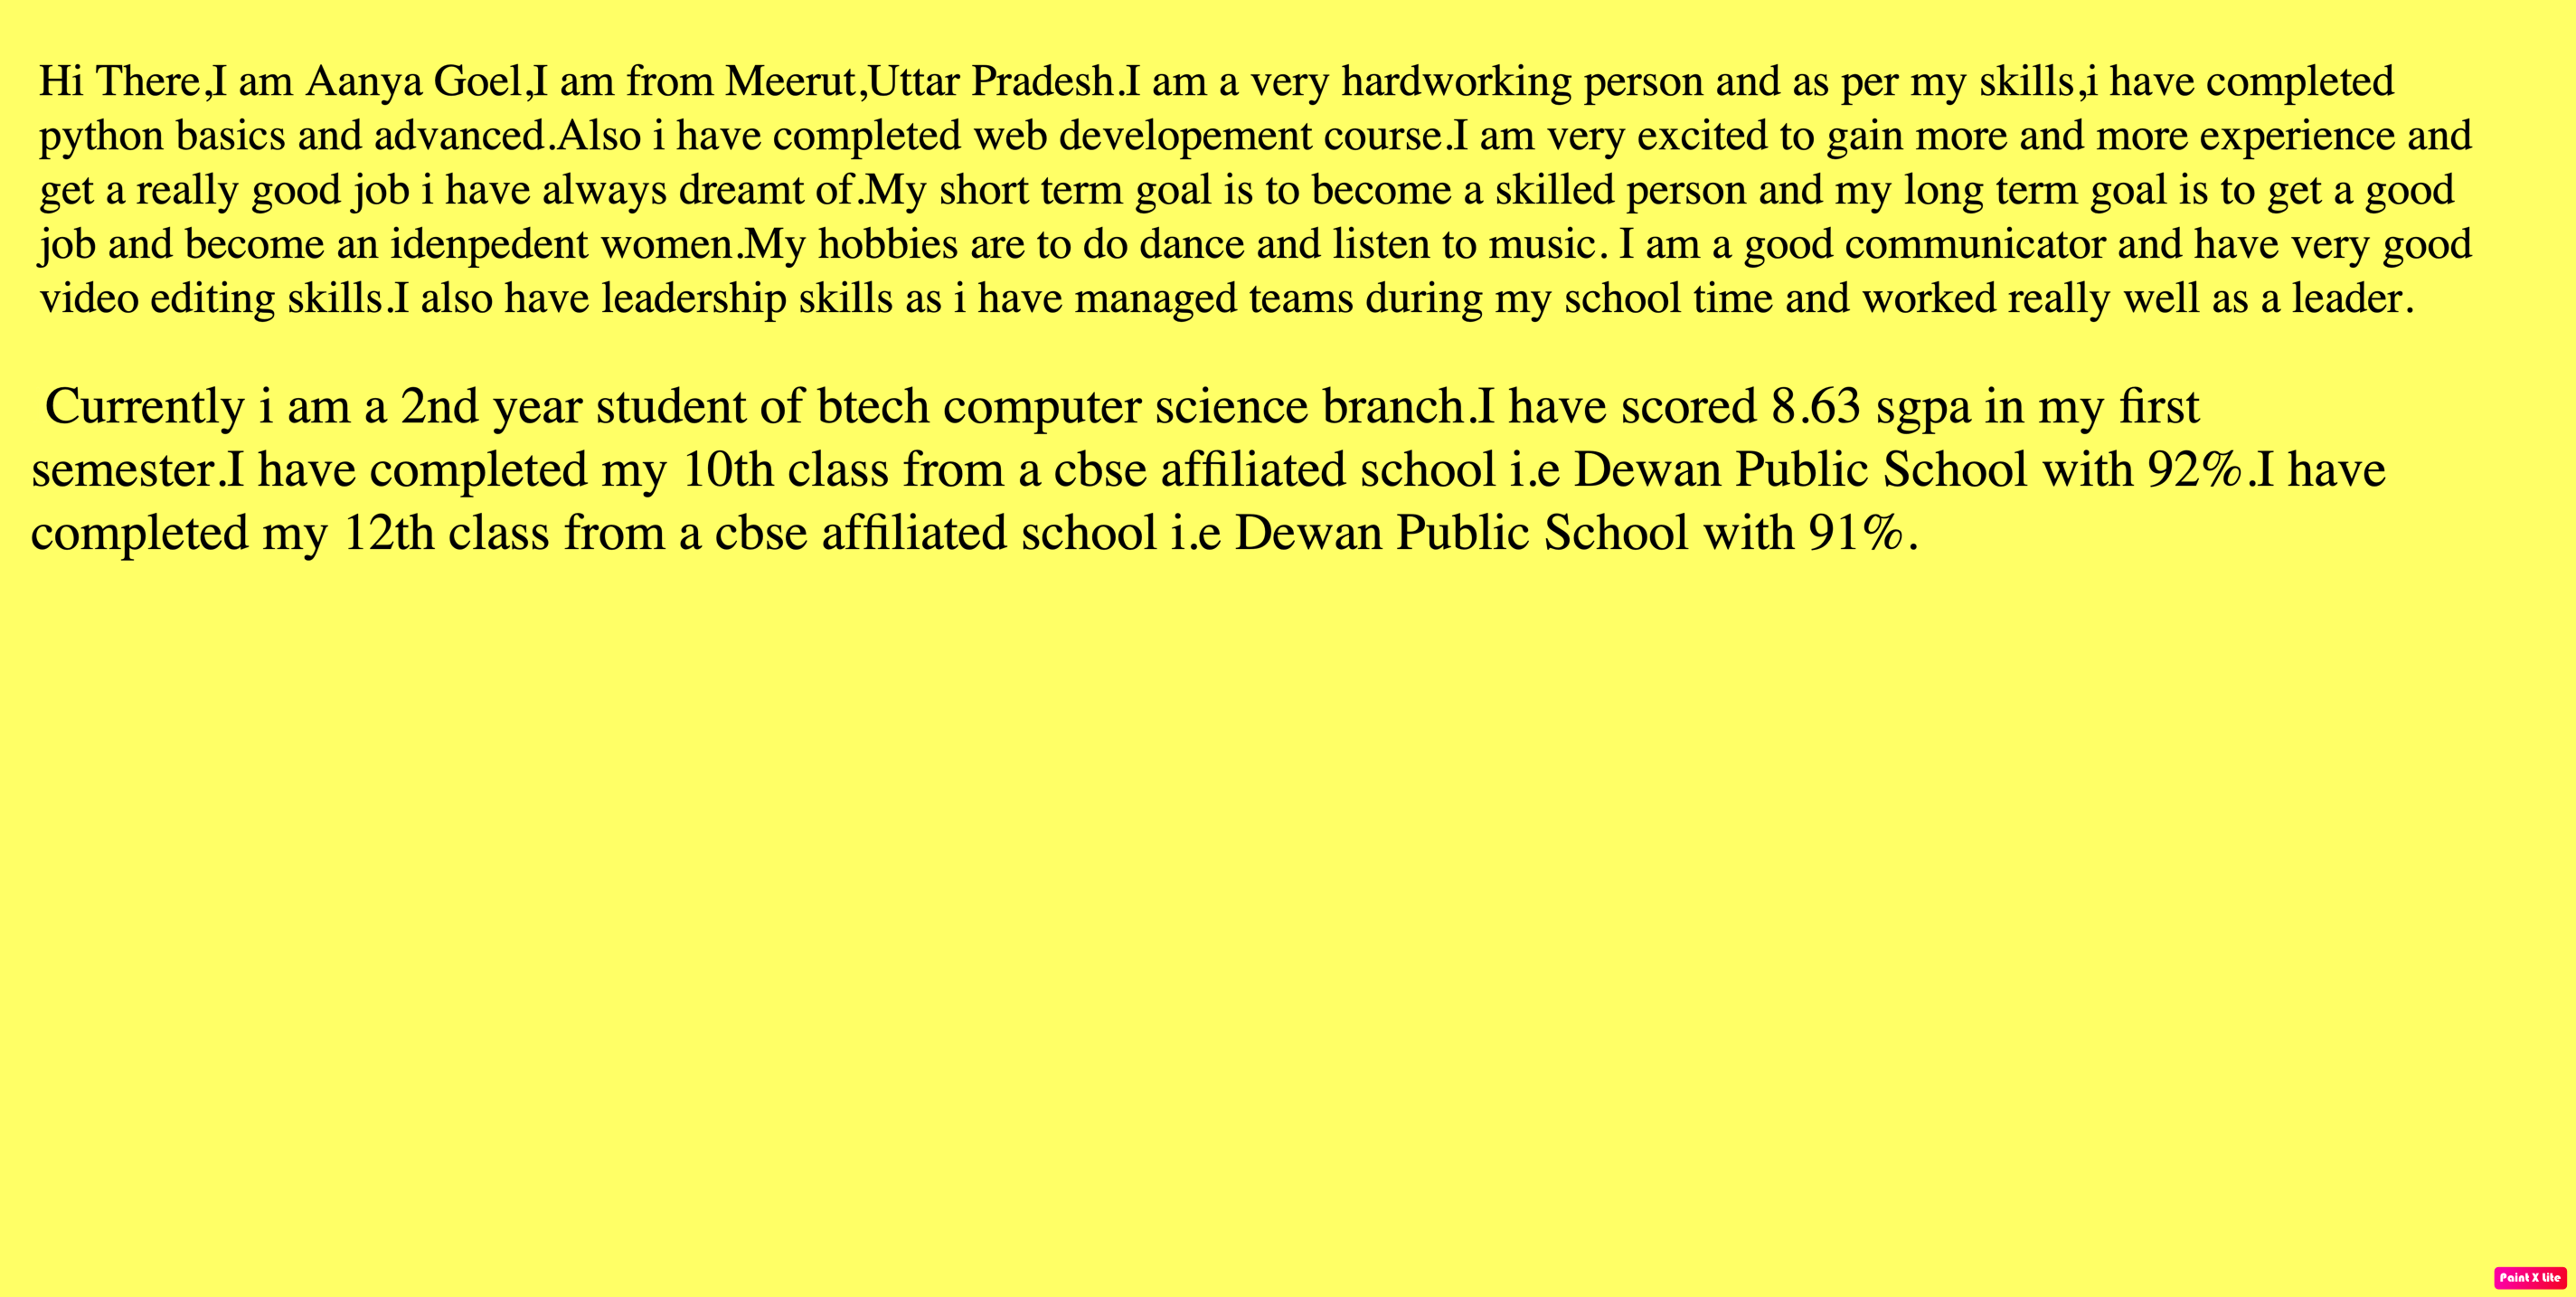 Hi There,I am Aanya Goel,I am from Meerut,Uttar Pradesh.I am a very hardworking person and as per my skills,i have completed
python basics and advanced.Also i have completed web developement course.I am very excited to gain more and more experience and
get a really good job i have always dreamt of.My short term goal is to become a skilled person and my long term goal is to get a good
job and become an idenpedent women.My hobbies are to do dance and listen to music. I am a good communicator and have very good
video editing skills.I also have leadership skills as i have managed teams during my school time and worked really well as a leader.
Currently i am a 2nd year student of btech computer science branch.I have scored 8.63 sgpa in my first
semester.I have completed my 10th class from a cbse affiliated school i.e Dewan Public School with 92%.I have
completed my 12th class from a cbse affiliated school i.e Dewan Public School with 91%.
Paint X Lite